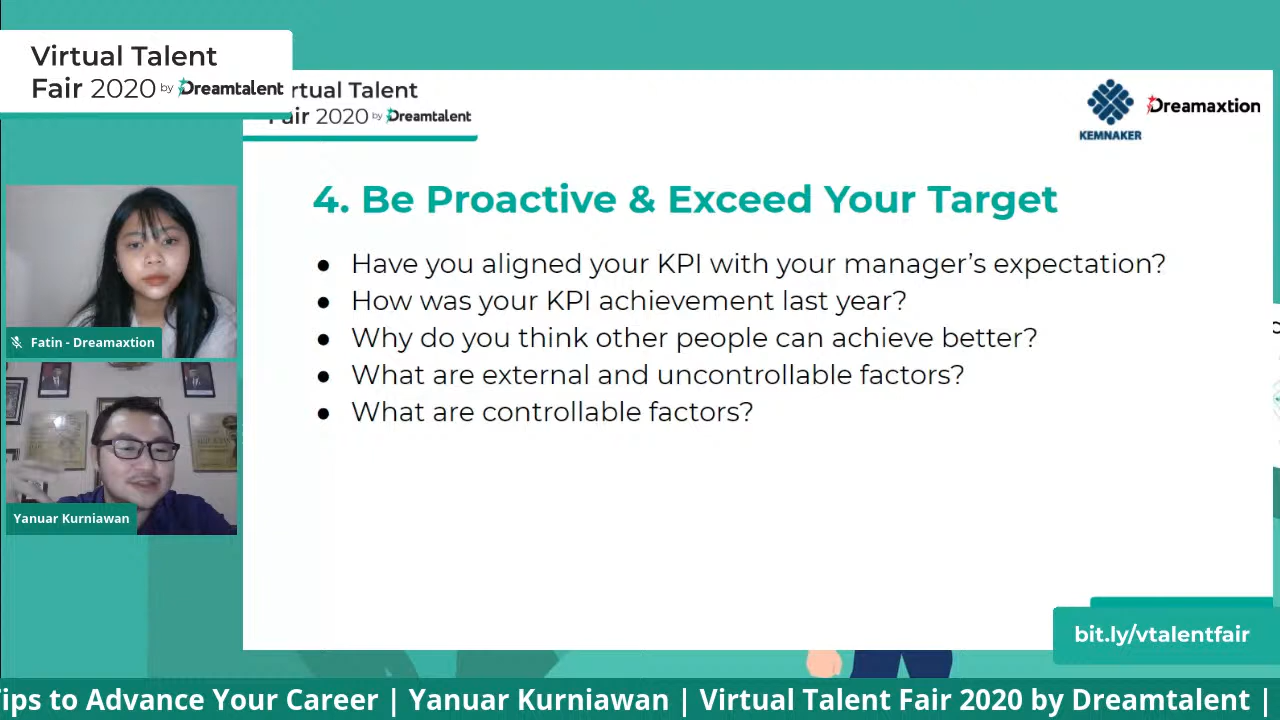 Virtual Talent
Fair 2020 by Dreamtalent
rtual Talent
Fair 2020 by Dreamtalent
KEMNAKER
Dreamaxtion
4. Be Proactive & Exceed Your Target
● Have you aligned your KPI with your manager’s expectation?
● How was your KPI achievement last year?
● Why do you think other people can achieve better?
● What are external and uncontrollable factors?
● What are controllable factors?
Fatin - Dreamaxtion
Yanuar Kurniawan
bit.ly/vtalentfair
Tips to Advance Your Career | Yanuar Kurniawan | Virtual Talent Fair 2020 by Dreamtalent |